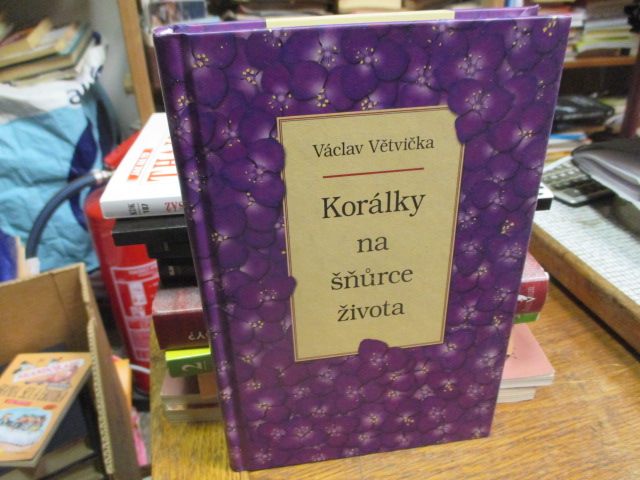 Václav Větvička
Korálky
na
šňůrce
života